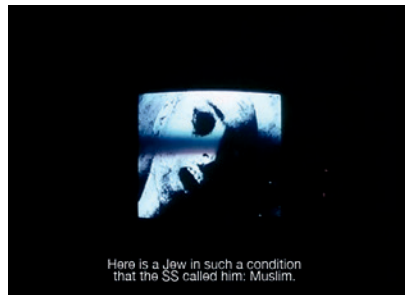 Here is a Jew in such a condition
that the SS called him: Muslim.